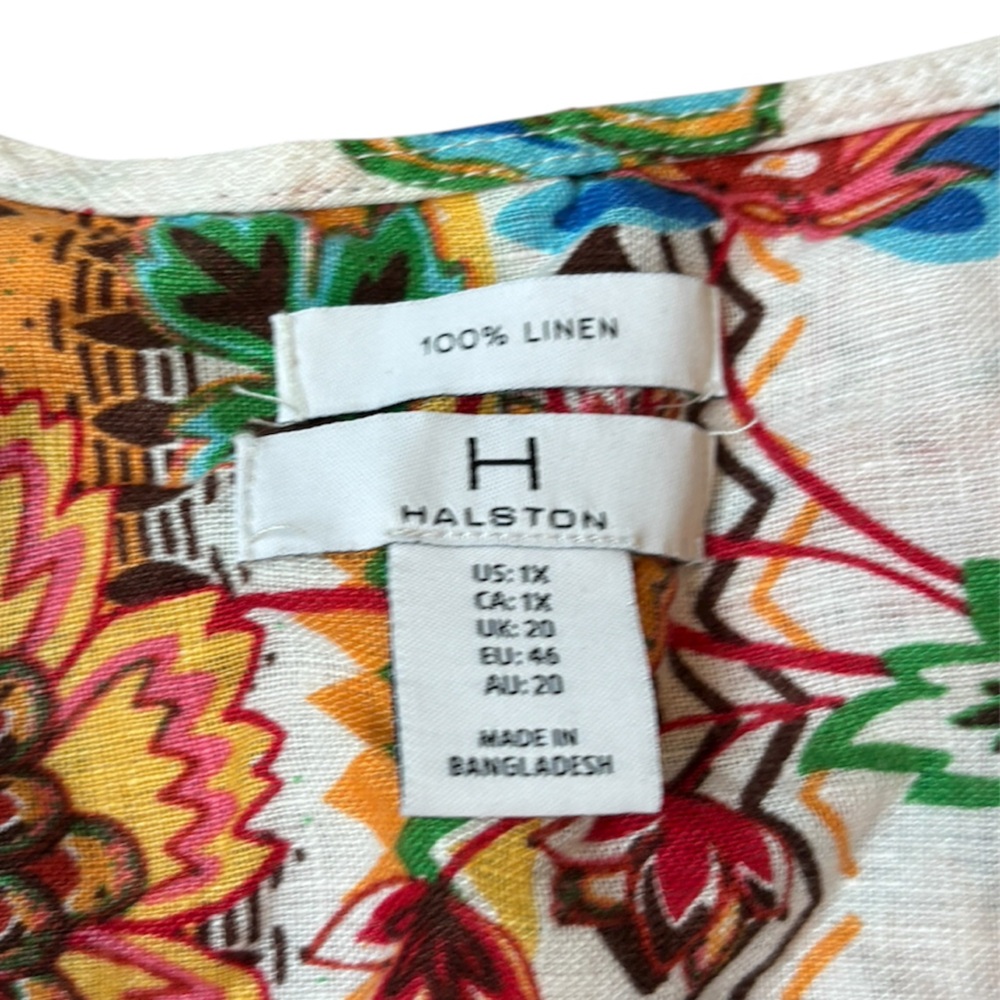 100% LINEN
H
HALSTON
US: 1X
CA: 1X
UK: 20
EU: 46
AU: 20
MADE IN
BANGLADESH